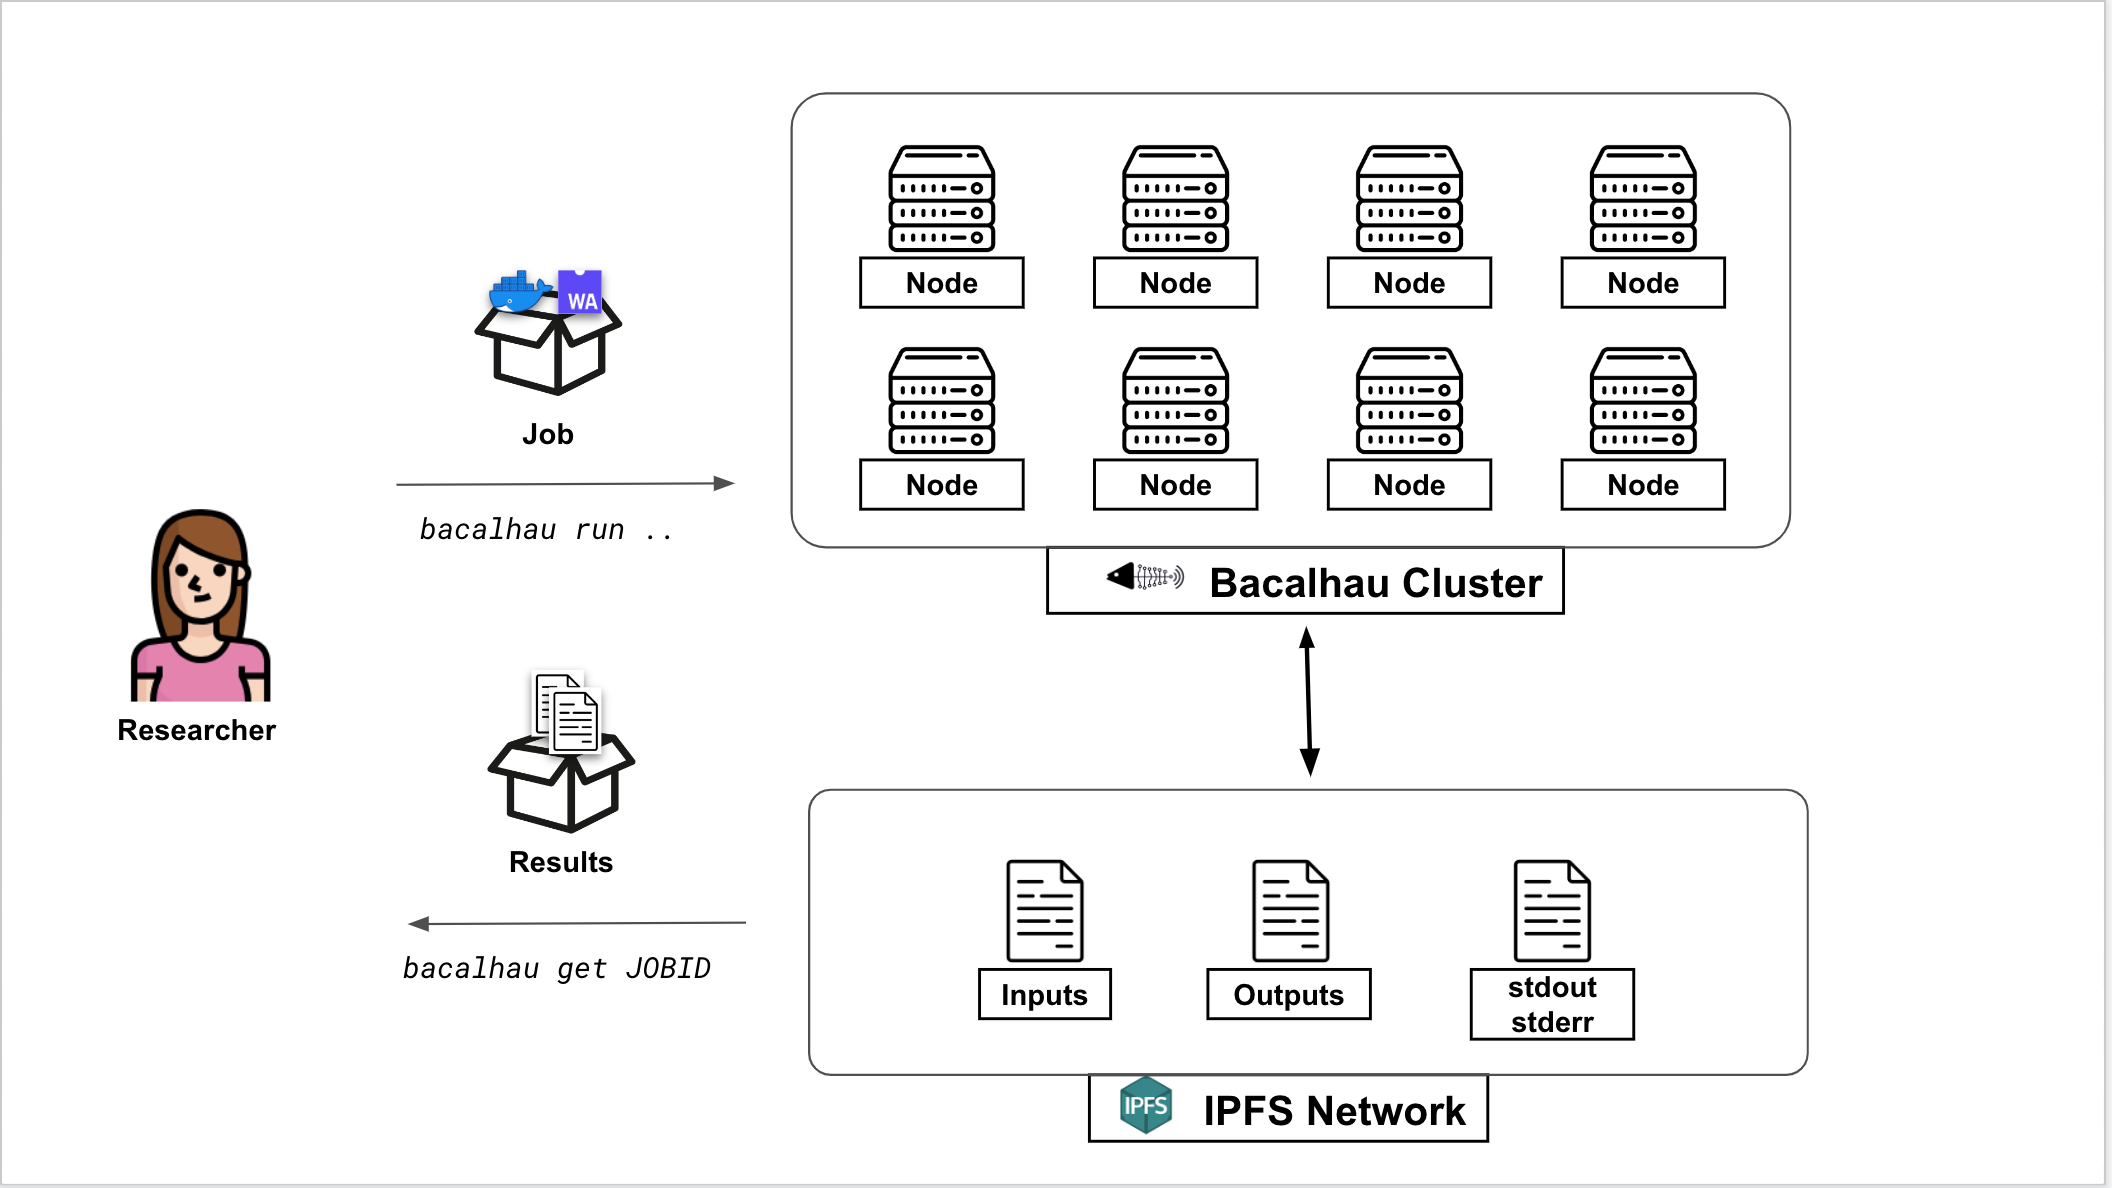 WA
Job
bacalhau run ..
Researcher
Results
bacalhau get JOBID
Node
Node
Node
Node
Node
Node
Node
Node
Bacalhau Cluster
Inputs
Outputs
stdout
stderr
IPFS
IPFS Network